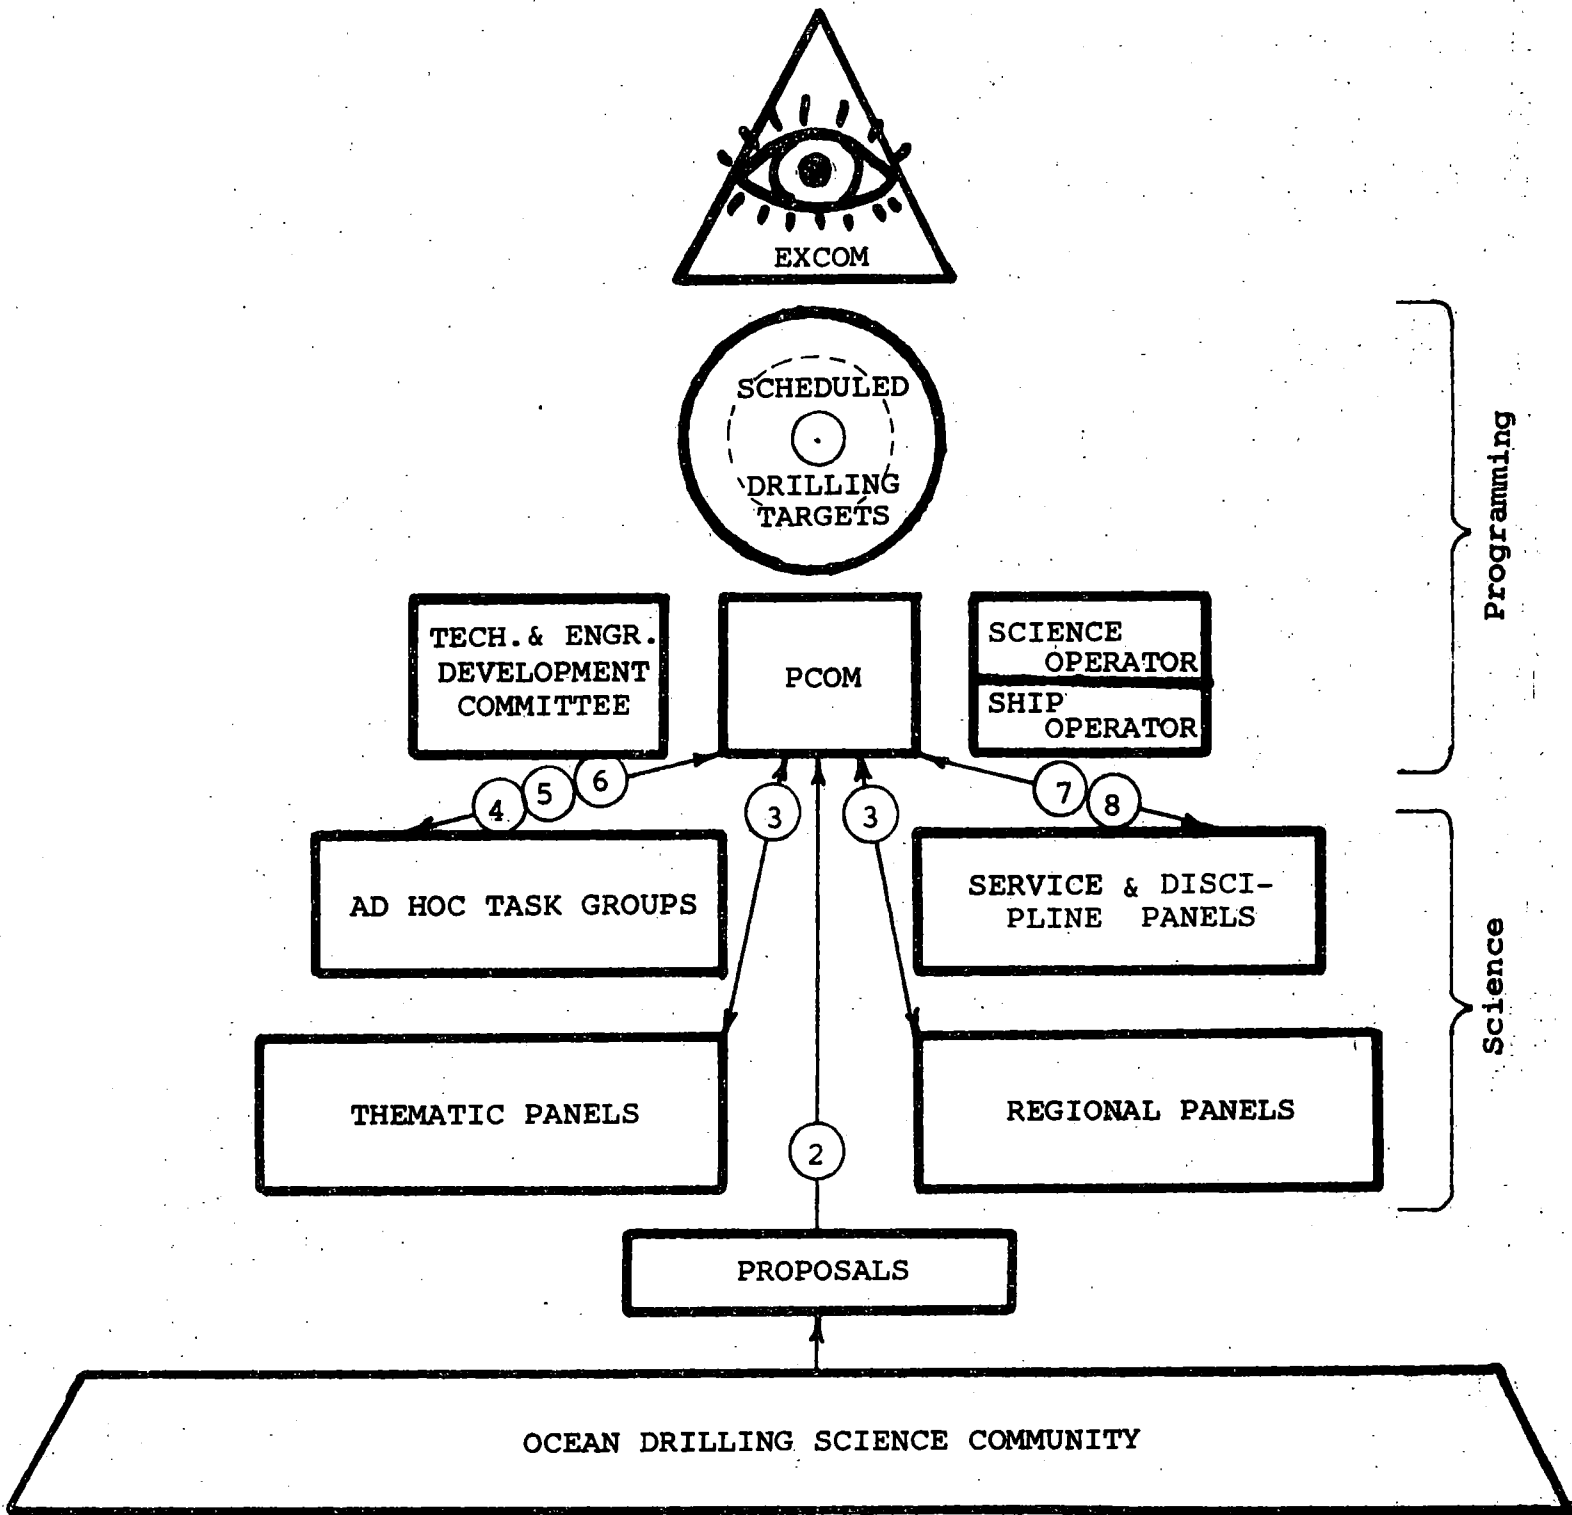 EXCOM
SCHEDULED
DRILLING
TARGETS
Programming
TECH.& ENGR.
DEVELOPMENT
COMMITTEE
PCOM
SCIENCE
OPERATOR
SHIP
OPERATOR
4
5
6
3
3
7
8
AD HOC TASK GROUPS
SERVICE & DISCI-
PLINE PANELS
Science
THEMATIC PANELS
REGIONAL PANELS
2
PROPOSALS
OCEAN DRILLING SCIENCE COMMUNITY